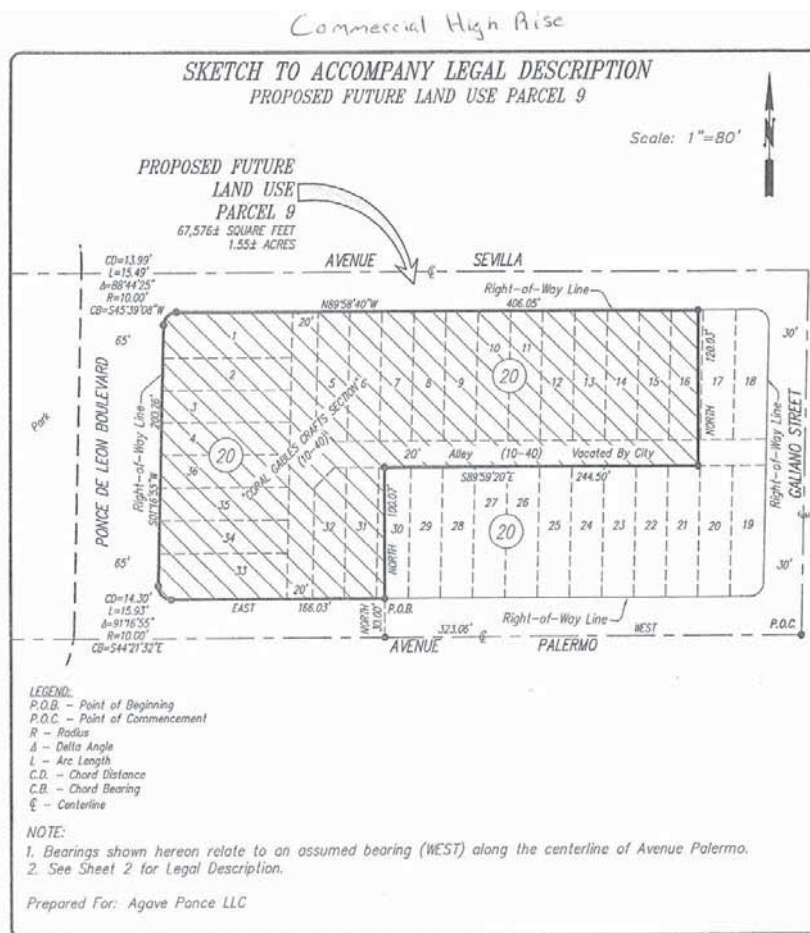 Commercial High Rise
SKETCH TO ACCOMPANY LEGAL DESCRIPTION
PROPOSED FUTURE LAND USE PARCEL 9
N
Scale: 1"=80'
PROPOSED FUTURE
LAND USE
PARCEL 9
67,576± SQUARE FEET
1.55± ACRES
CD=13.99'
L=15.49'
Δ=88°44'25"
R=10.00'
CB=S45°39'08"W
AVENUE ℄ SEVILLA
Right-of-Way Line
N89°58'40"W 406.05'
20'
65'
1
2
3
4
36
35
34
33
20
5 6 7 8 9 10 11 12 13 14 15 16 17 18
20
120.03'
NORTH
30'
Park
PONCE DE LEON BOULEVARD
Right-of-Way Line
203.26'
S01°16'55"W
"CORAL GABLES CRAFTS SECTION"
(10-40)
20' Alley (10-40) Vacated By City
S89°59'20"E 244.50'
100.07'
NORTH
32 31 30 29 28 27 26 25 24 23 22 21 20 19
20
Right-of-Way Line
GALIANO STREET
℄
30'
65'
20'
CD=14.30'
L=15.93'
Δ=91°16'55"
R=10.00'
CB=S44°21'32"E
EAST 166.03'
NORTH
30.00'
P.O.B.
Right-of-Way Line
323.06' ℄ WEST
P.O.C.
AVENUE PALERMO
LEGEND:
P.O.B. - Point of Beginning
P.O.C. - Point of Commencement
R - Radius
Δ - Delta Angle
L - Arc Length
C.D. - Chord Distance
C.B. - Chord Bearing
℄ - Centerline
NOTE:
1. Bearings shown hereon relate to an assumed bearing (WEST) along the centerline of Avenue Palermo.
2. See Sheet 2 for Legal Description.
Prepared For: Agave Ponce LLC